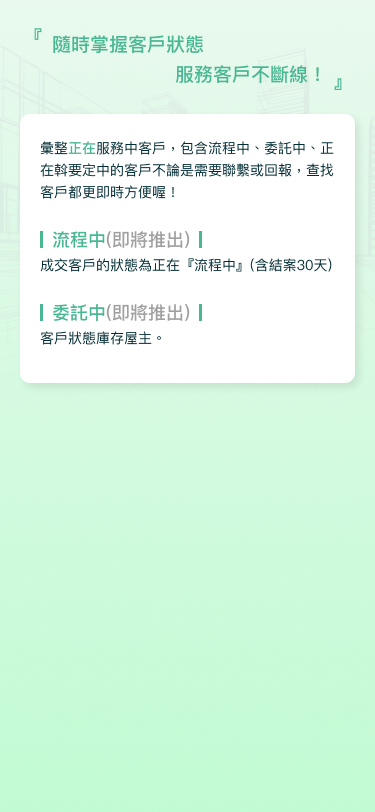 『 隨時掌握客戶狀態
服務客戶不斷線！ 』
彙整正在服務中客戶，包含流程中、委託中、正
在斡要定中的客戶不論是需要聯繫或回報，查找
客戶都更即時方便喔！
流程中(即將推出)
成交客戶的狀態為正在『流程中』(含結案30天)
委託中(即將推出)
客戶狀態庫存屋主。